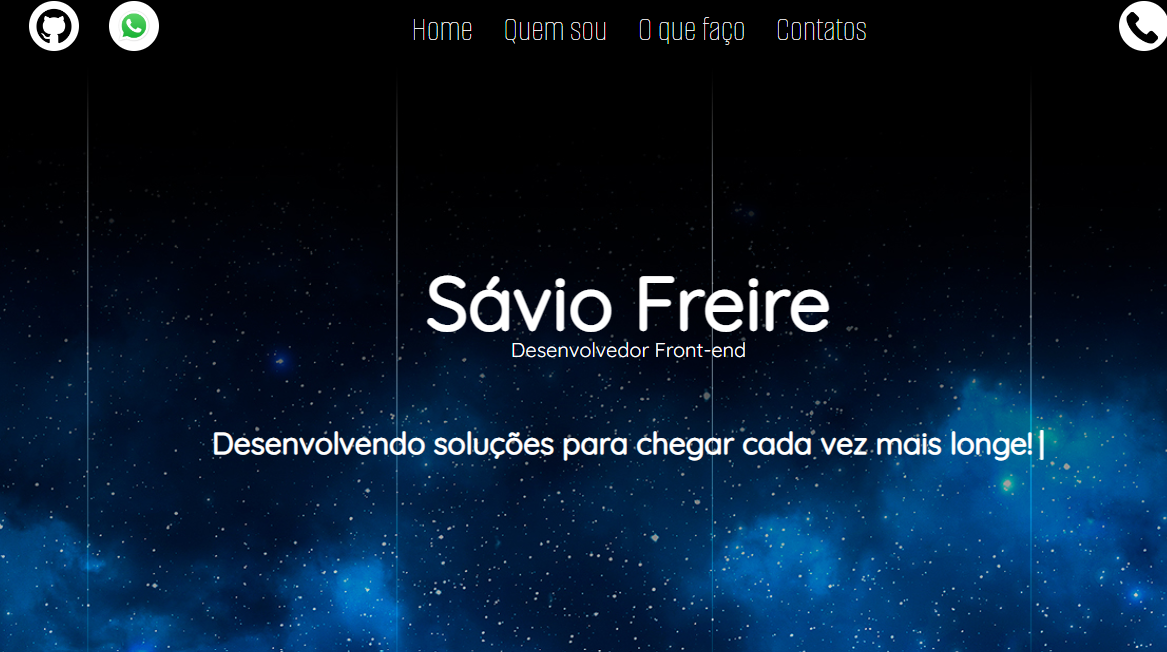 Home Quem sou O que faço Contatos
Sávio Freire
Desenvolvedor Front-end
Desenvolvendo soluções para chegar cada vez mais longe!|